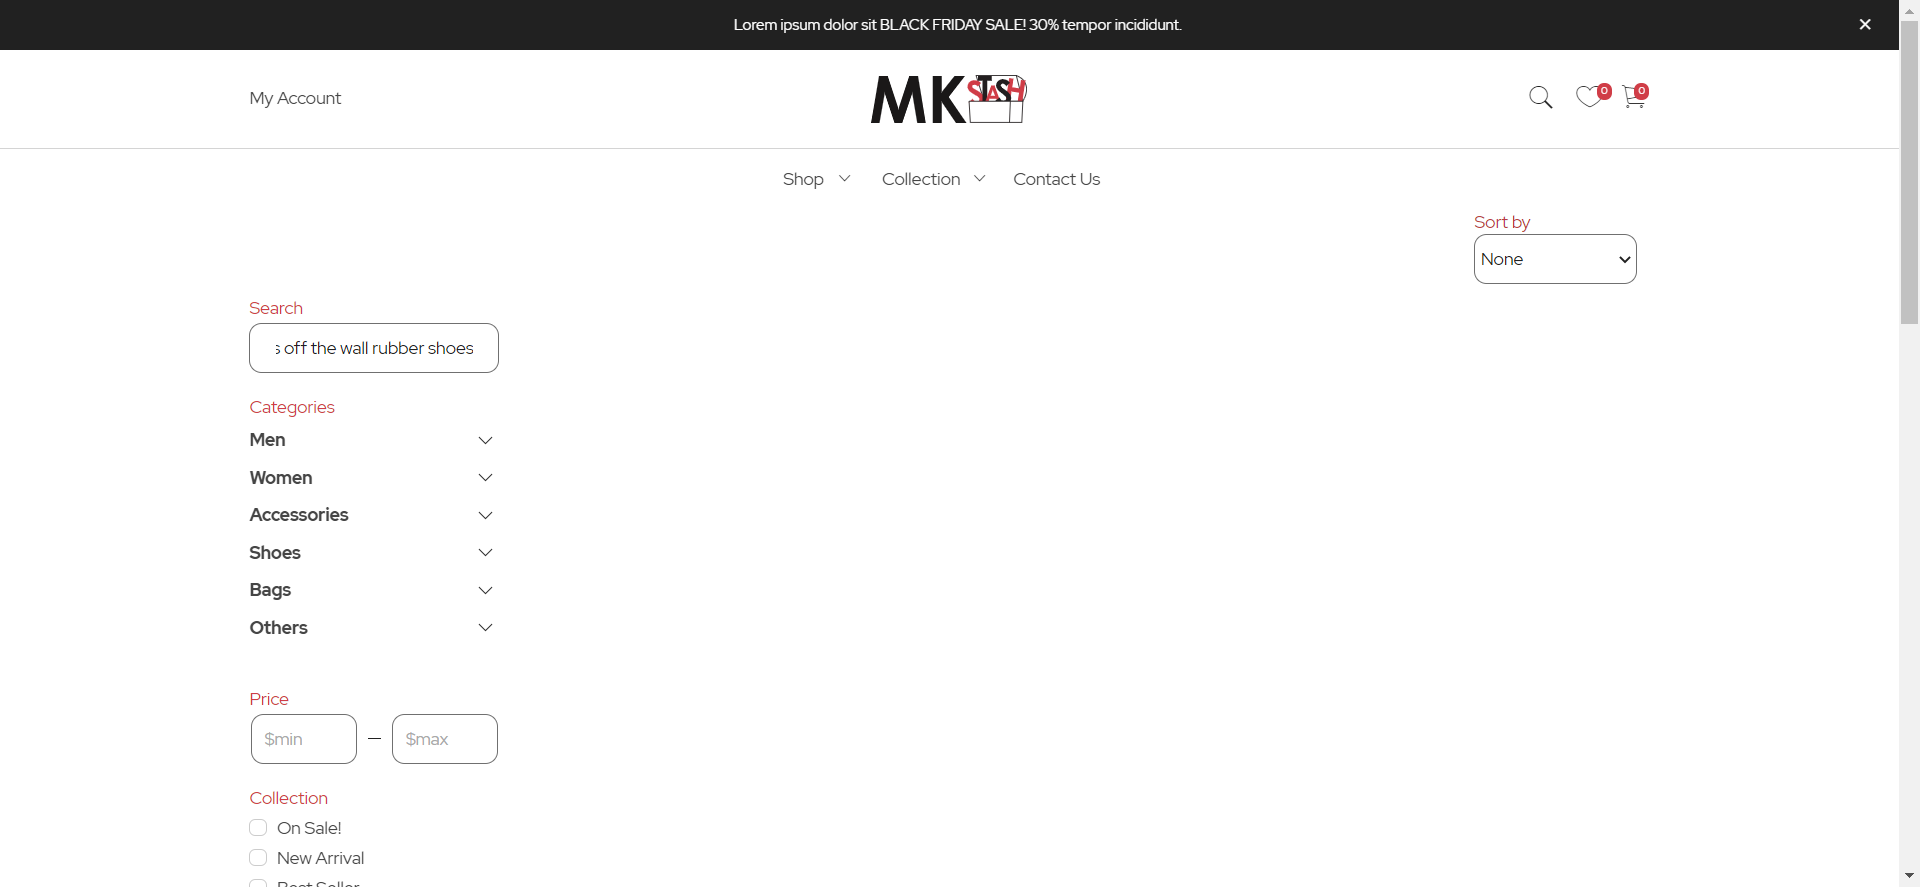 Lorem ipsum dolor sit BLACK FRIDAY SALE! 30% tempor incididunt.
My Account
MK STASH
0
0
Shop
Collection
Contact Us
Sort by
None
Search
off the wall rubber shoes
Categories
Men
Women
Accessories
Shoes
Bags
Others
Price
$min
—
$max
Collection
On Sale!
New Arrival
Best Seller